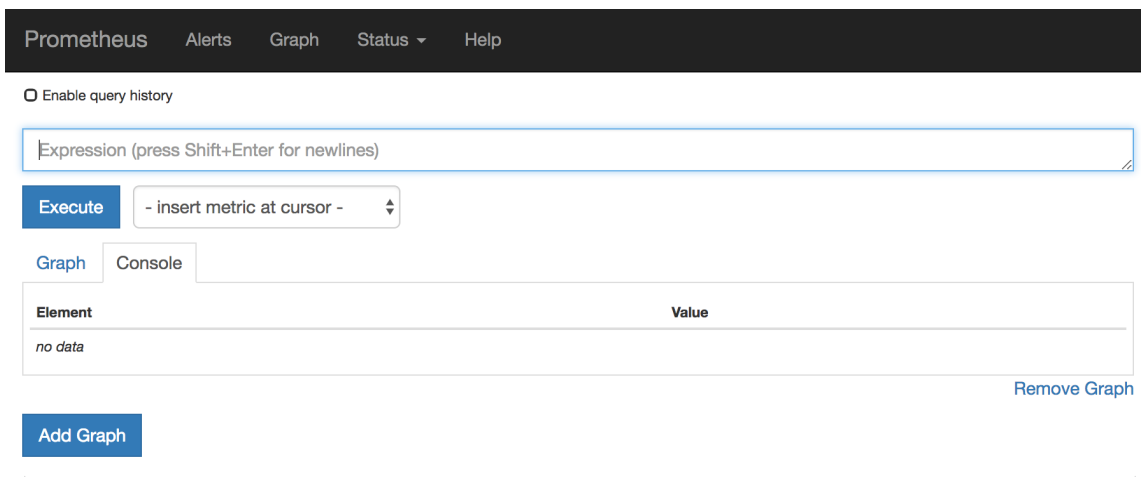 Prometheus Alerts Graph Status Help
Enable query history
Expression (press Shift+Enter for newlines)
Execute - insert metric at cursor -
Graph Console
Element Value
no data
Remove Graph
Add Graph